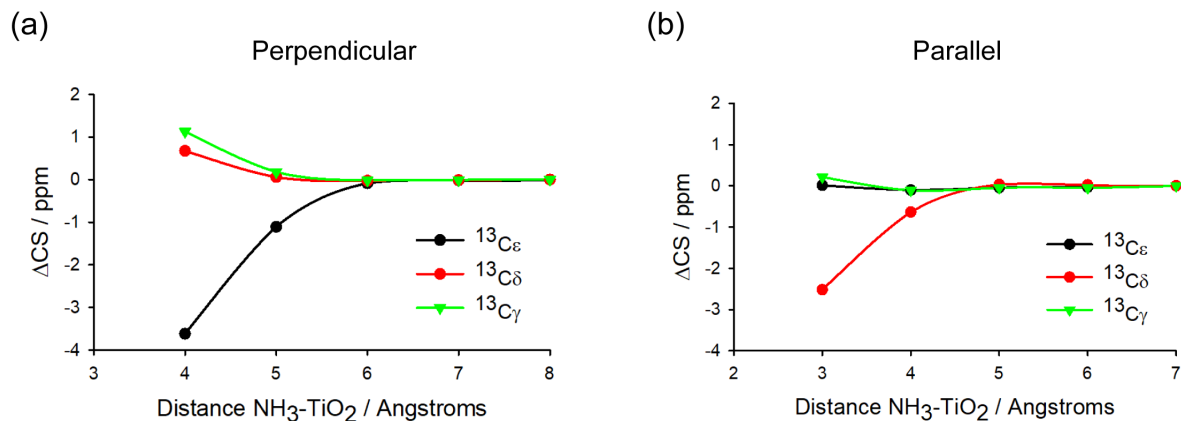 (a)
Perpendicular
2
1
0
-1
-2
-3
-4
ΔCS / ppm
¹³Cε
¹³Cδ
¹³Cγ
3 4 5 6 7 8
Distance NH₃-TiO₂ / Angstroms
(b)
Parallel
2
1
0
-1
-2
-3
-4
ΔCS / ppm
¹³Cε
¹³Cδ
¹³Cγ
2 3 4 5 6 7
Distance NH₃-TiO₂ / Angstroms